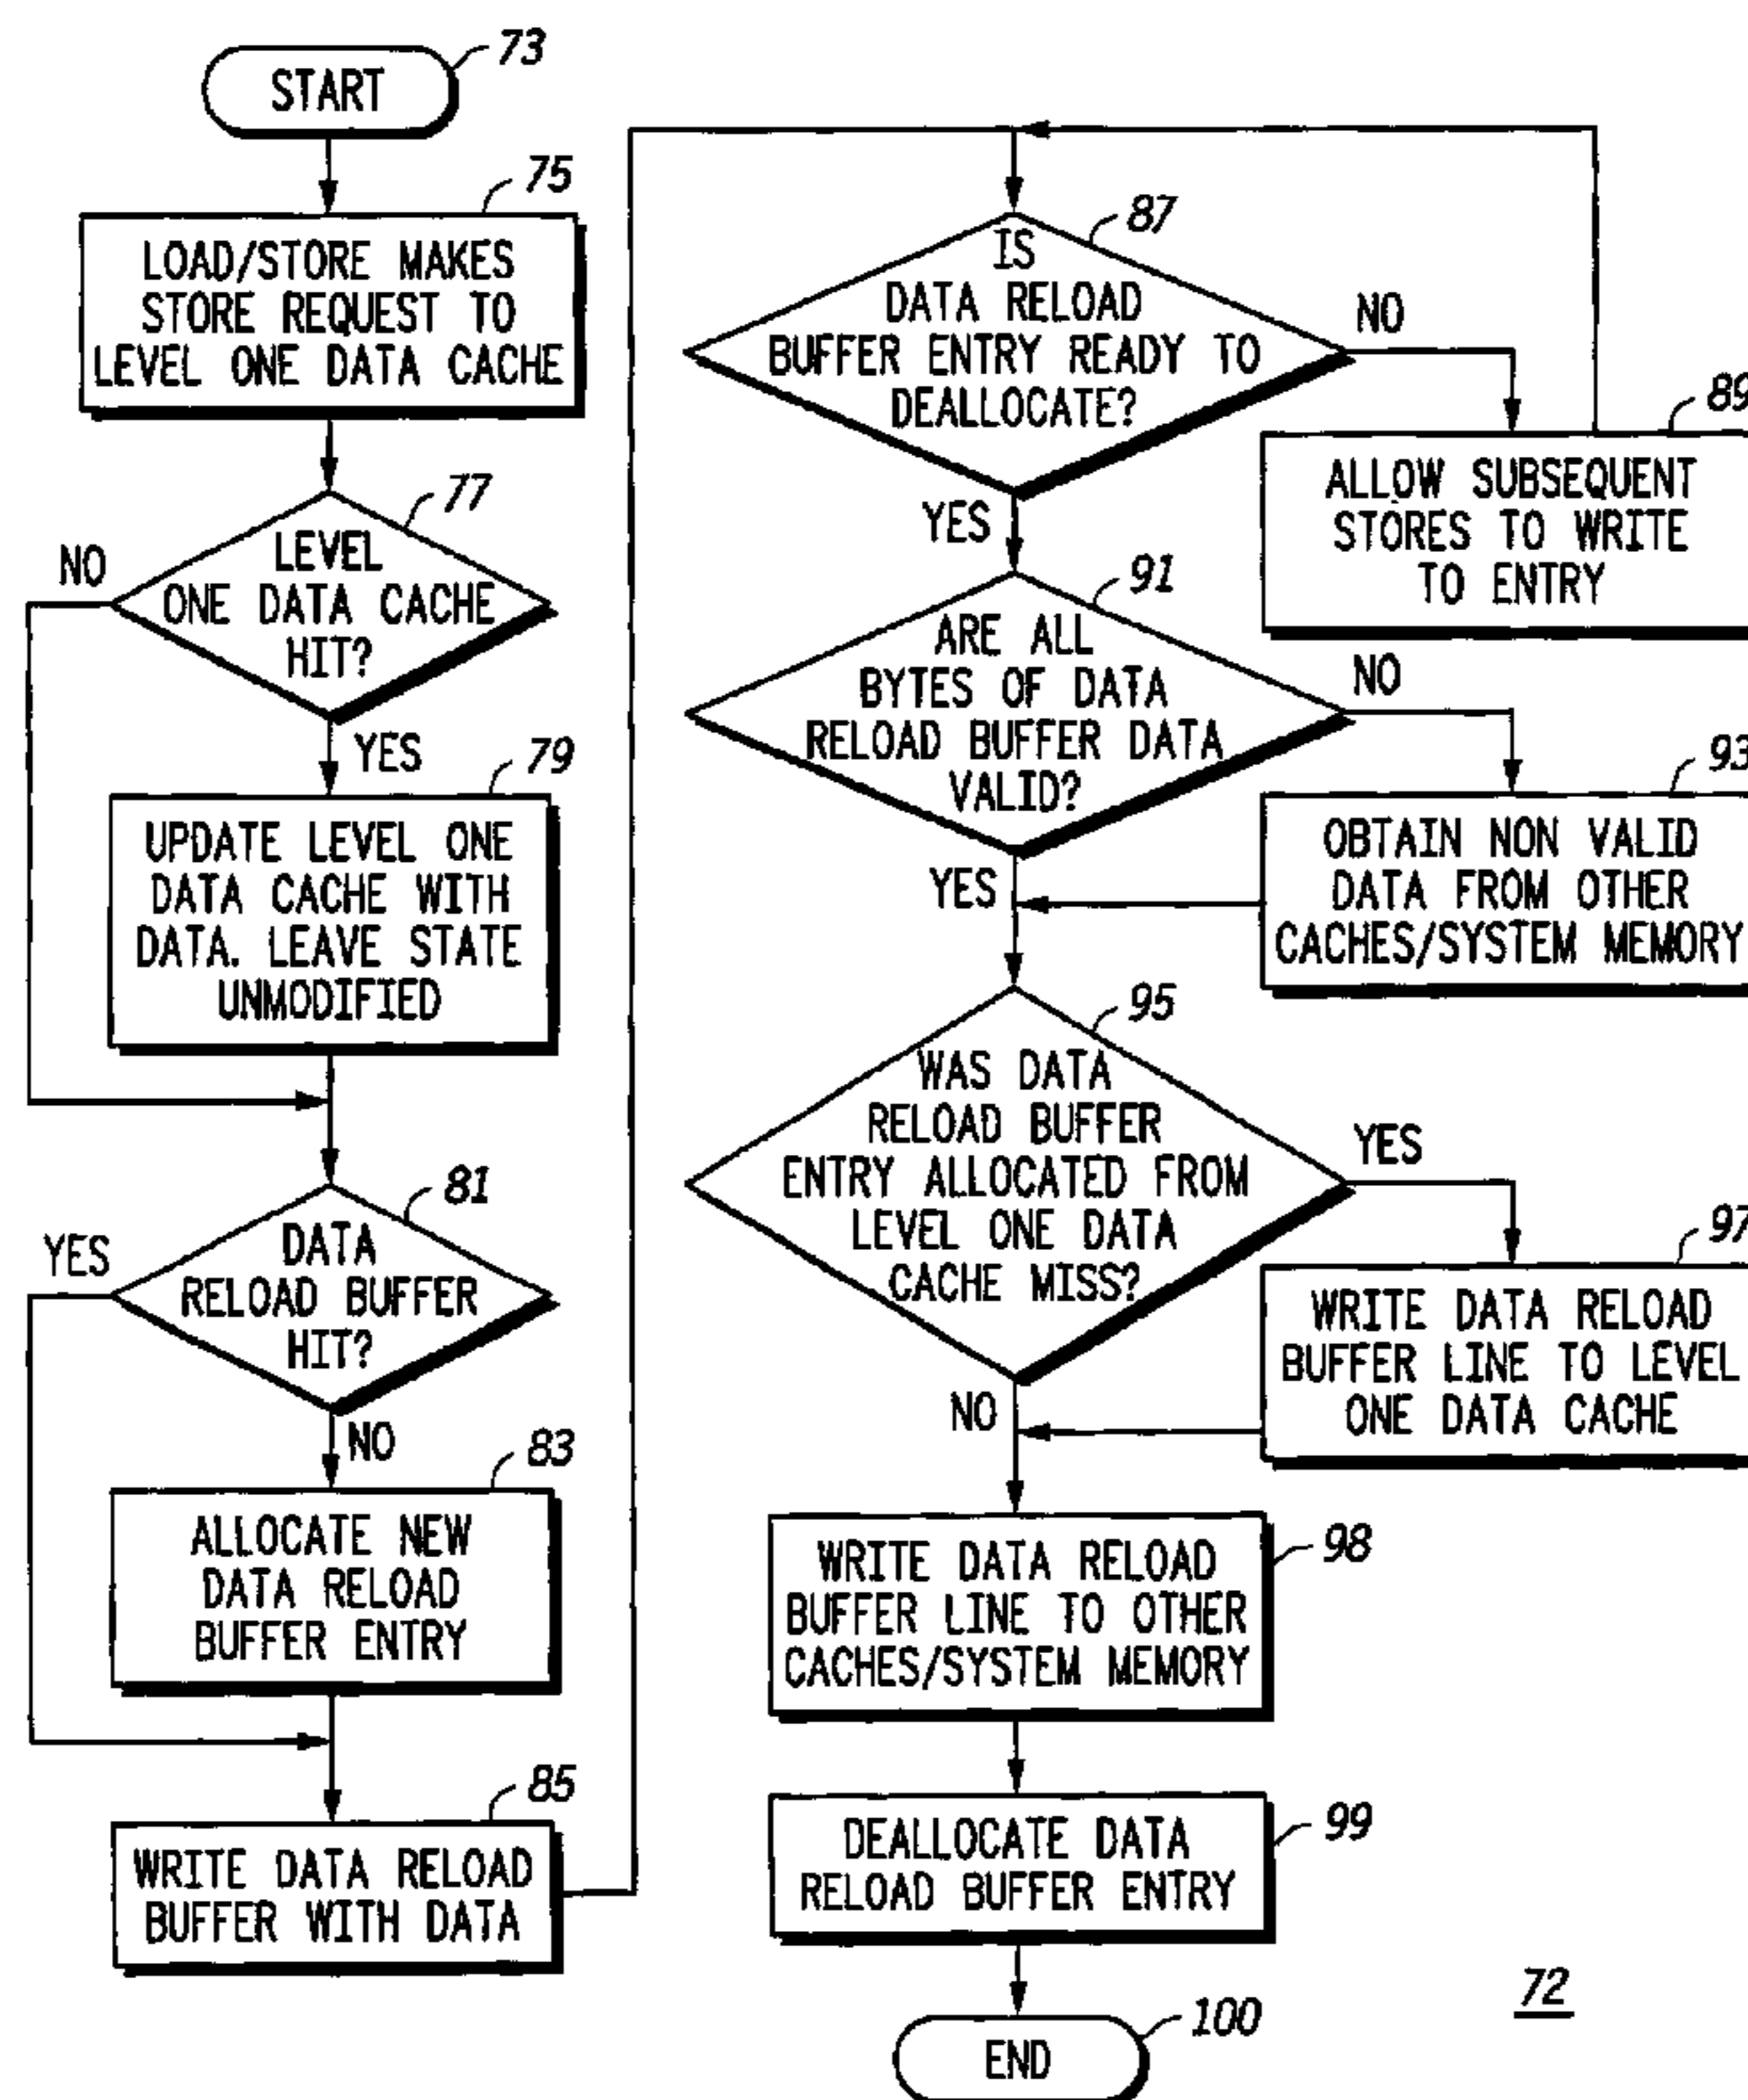 START
73
75
LOAD/STORE MAKES
STORE REQUEST TO
LEVEL ONE DATA CACHE
77
LEVEL
ONE DATA CACHE
HIT?
NO
YES
79
UPDATE LEVEL ONE
DATA CACHE WITH
DATA. LEAVE STATE
UNMODIFIED
81
DATA
RELOAD BUFFER
HIT?
YES
NO
83
ALLOCATE NEW
DATA RELOAD
BUFFER ENTRY
85
WRITE DATA RELOAD
BUFFER WITH DATA
87
IS
DATA RELOAD
BUFFER ENTRY READY TO
DEALLOCATE?
NO
YES
89
ALLOW SUBSEQUENT
STORES TO WRITE
TO ENTRY
91
ARE ALL
BYTES OF DATA
RELOAD BUFFER DATA
VALID?
NO
YES
93
OBTAIN NON VALID
DATA FROM OTHER
CACHES/SYSTEM MEMORY
95
WAS DATA
RELOAD BUFFER
ENTRY ALLOCATED FROM
LEVEL ONE DATA
CACHE MISS?
YES
NO
97
WRITE DATA RELOAD
BUFFER LINE TO LEVEL
ONE DATA CACHE
98
WRITE DATA RELOAD
BUFFER LINE TO OTHER
CACHES/SYSTEM MEMORY
99
DEALLOCATE DATA
RELOAD BUFFER ENTRY
100
END
72